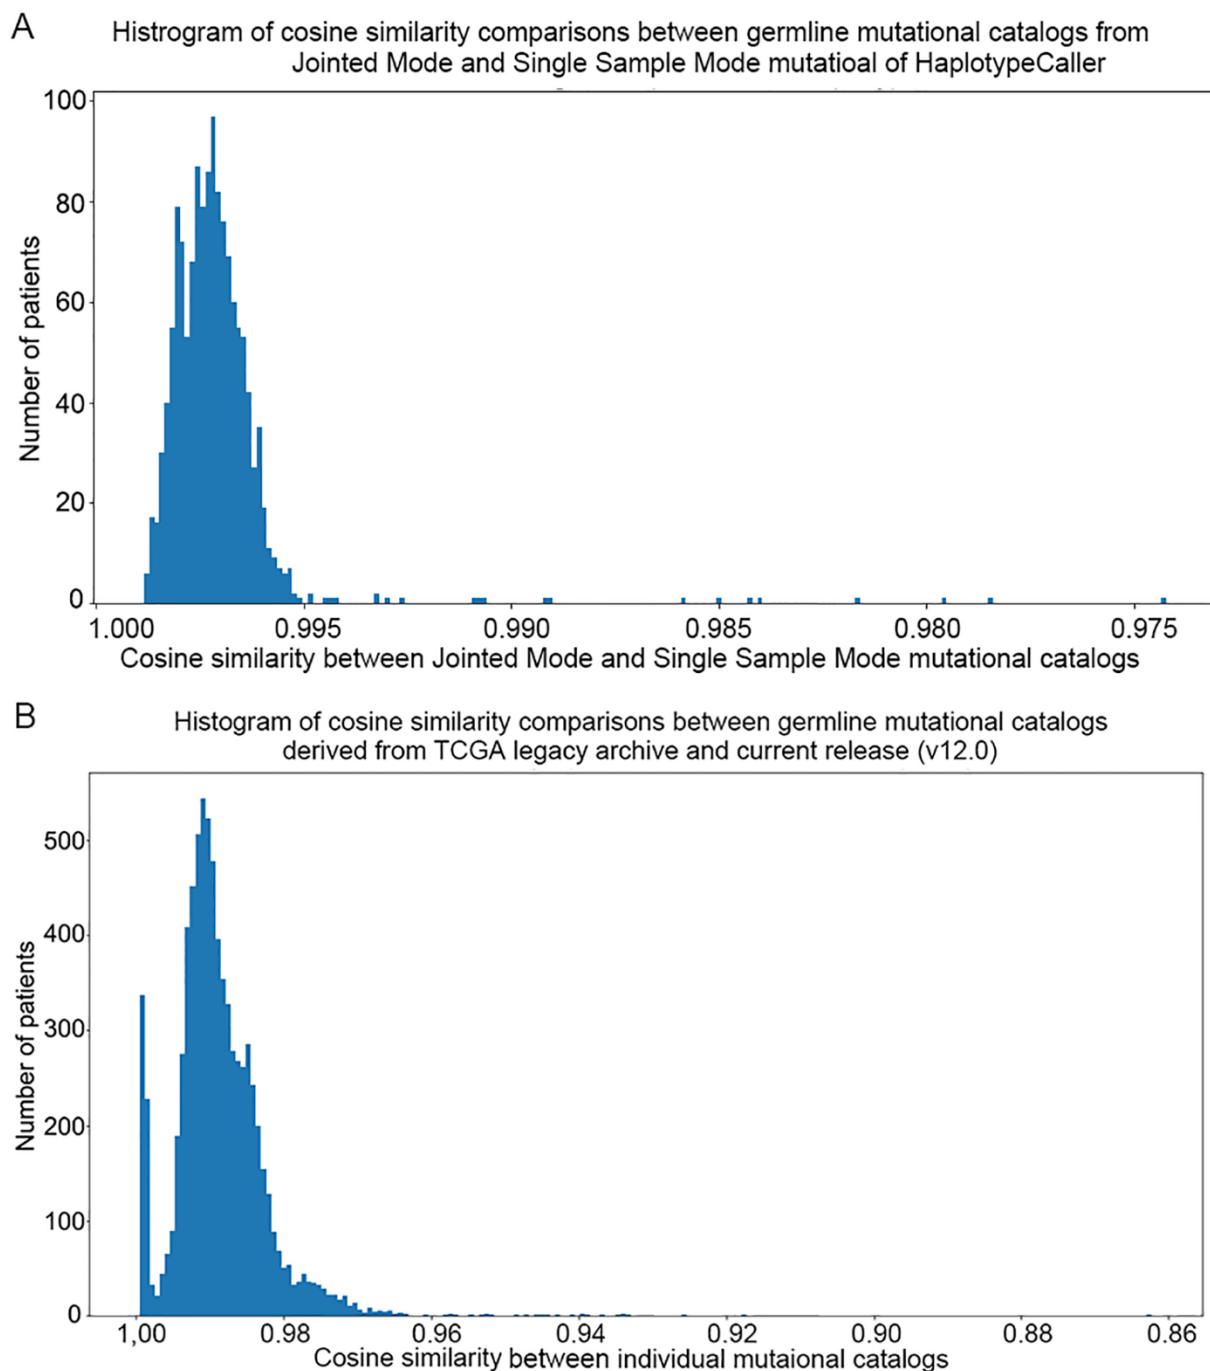 A
Histrogram of cosine similarity comparisons between germline mutational catalogs from
Jointed Mode and Single Sample Mode mutatioal of HaplotypeCaller
100
80
60
40
20
0
Number of patients
1.000 0.995 0.990 0.985 0.980 0.975
Cosine similarity between Jointed Mode and Single Sample Mode mutational catalogs
B
Histogram of cosine similarity comparisons between germline mutational catalogs
derived from TCGA legacy archive and current release (v12.0)
500
400
300
200
100
0
Number of patients
1,00 0.98 0.96 0.94 0.92 0.90 0.88 0.86
Cosine similarity between individual mutaional catalogs